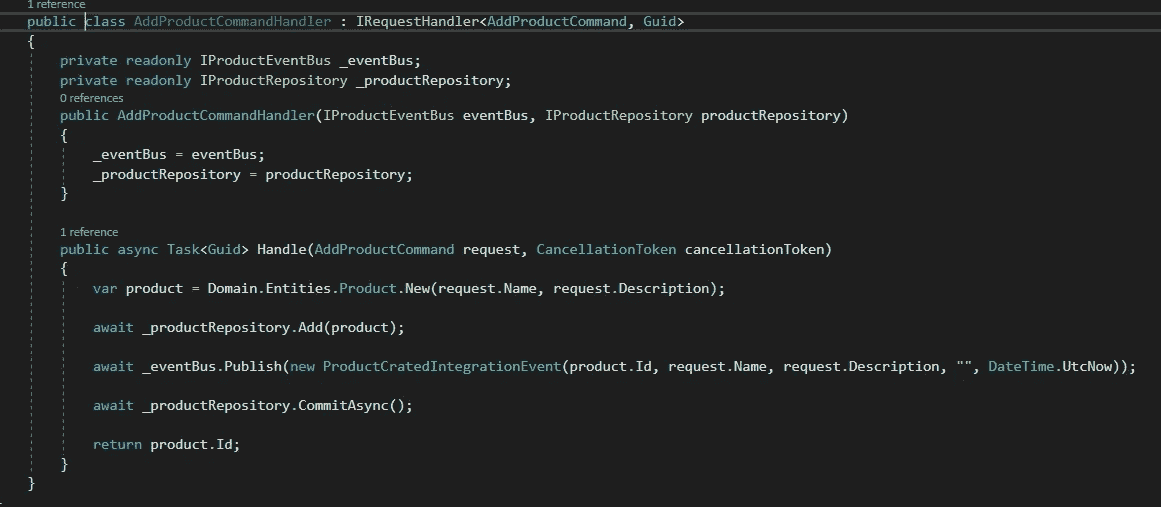 1 reference
public class AddProductCommandHandler : IRequestHandler<AddProductCommand, Guid>
{
private readonly IProductEventBus _eventBus;
private readonly IProductRepository _productRepository;
0 references
public AddProductCommandHandler(IProductEventBus eventBus, IProductRepository productRepository)
{
_eventBus = eventBus;
_productRepository = productRepository;
}
1 reference
public async Task<Guid> Handle(AddProductCommand request, CancellationToken cancellationToken)
{
var product = Domain.Entities.Product.New(request.Name, request.Description);
await _productRepository.Add(product);
await _eventBus.Publish(new ProductCratedIntegrationEvent(product.Id, request.Name, request.Description, "", DateTime.UtcNow));
await _productRepository.CommitAsync();
return product.Id;
}
}